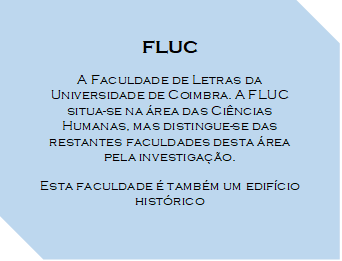 FLUC
A Faculdade de Letras da
Universidade de Coimbra. A FLUC
situa-se na área das Ciências
Humanas, mas distingue-se das
restantes faculdades desta área
pela investigação.
Esta faculdade é também um edifício
histórico